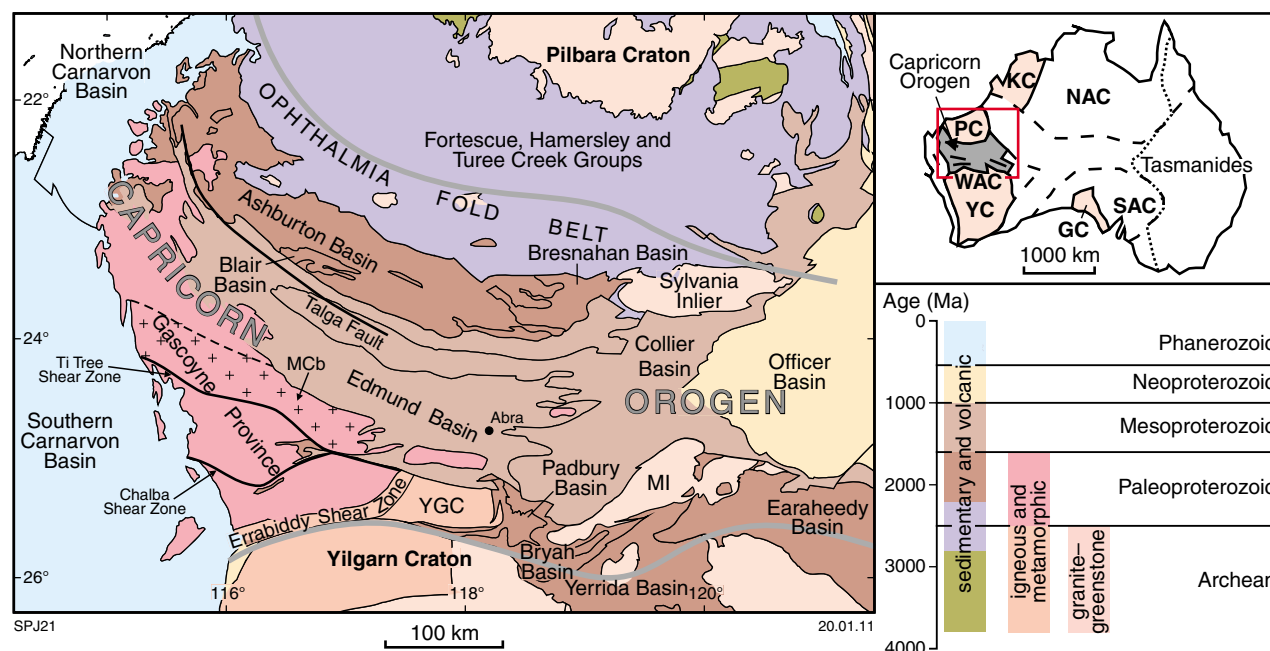 Northern
Carnarvon
Basin
22°
Pilbara Craton
OPHTHALMIA
FOLD
BELT
Fortescue, Hamersley and
Turee Creek Groups
CAPRICORN
Ashburton Basin
Bresnahan Basin
Blair
Basin
Sylvania
Inlier
Talga Fault
24°
Gascoyne
Province
Collier
Basin
Officer
Basin
Ti Tree
Shear Zone
MCb
Edmund Basin
OROGEN
Abra
Southern
Carnarvon
Basin
Padbury
Basin
MI
Chalba
Shear Zone
YGC
Errabiddy Shear Zone
Earaheedy
Basin
Yilgarn Craton
Bryah
Basin
26°
116°
118°
Yerrida Basin
120°
SPJ21
100 km
20.01.11
Capricorn
Orogen
KC
NAC
PC
WAC
YC
GC
SAC
Tasmanides
1000 km
Age (Ma)
0
1000
2000
3000
4000
sedimentary and volcanic
igneous and
metamorphic
granite–
greenstone
Phanerozoic
Neoproterozoic
Mesoproterozoic
Paleoproterozoic
Archean